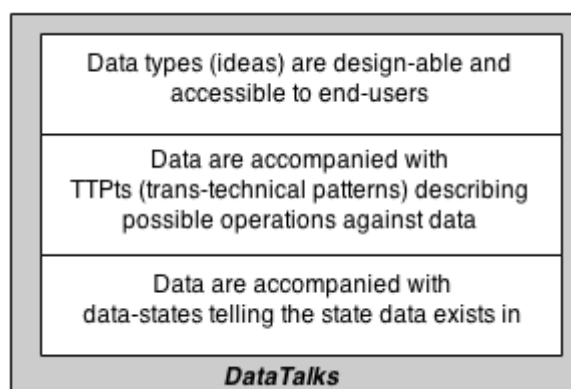 Data types (ideas) are design-able and
accessible to end-users
Data are accompanied with
TTPts (trans-technical patterns) describing
possible operations against data
Data are accompanied with
data-states telling the state data exists in
DataTalks